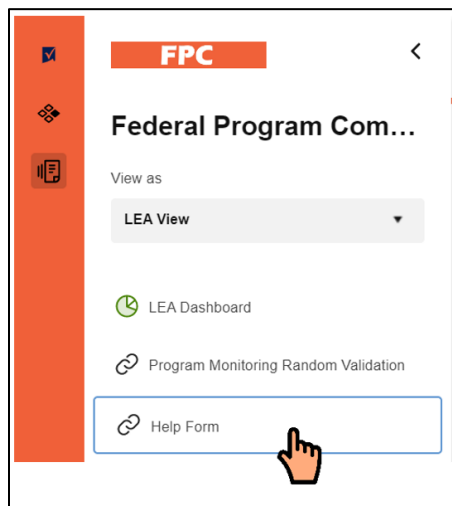 FPC
Federal Program Com...
View as
LEA View
LEA Dashboard
Program Monitoring Random Validation
Help Form